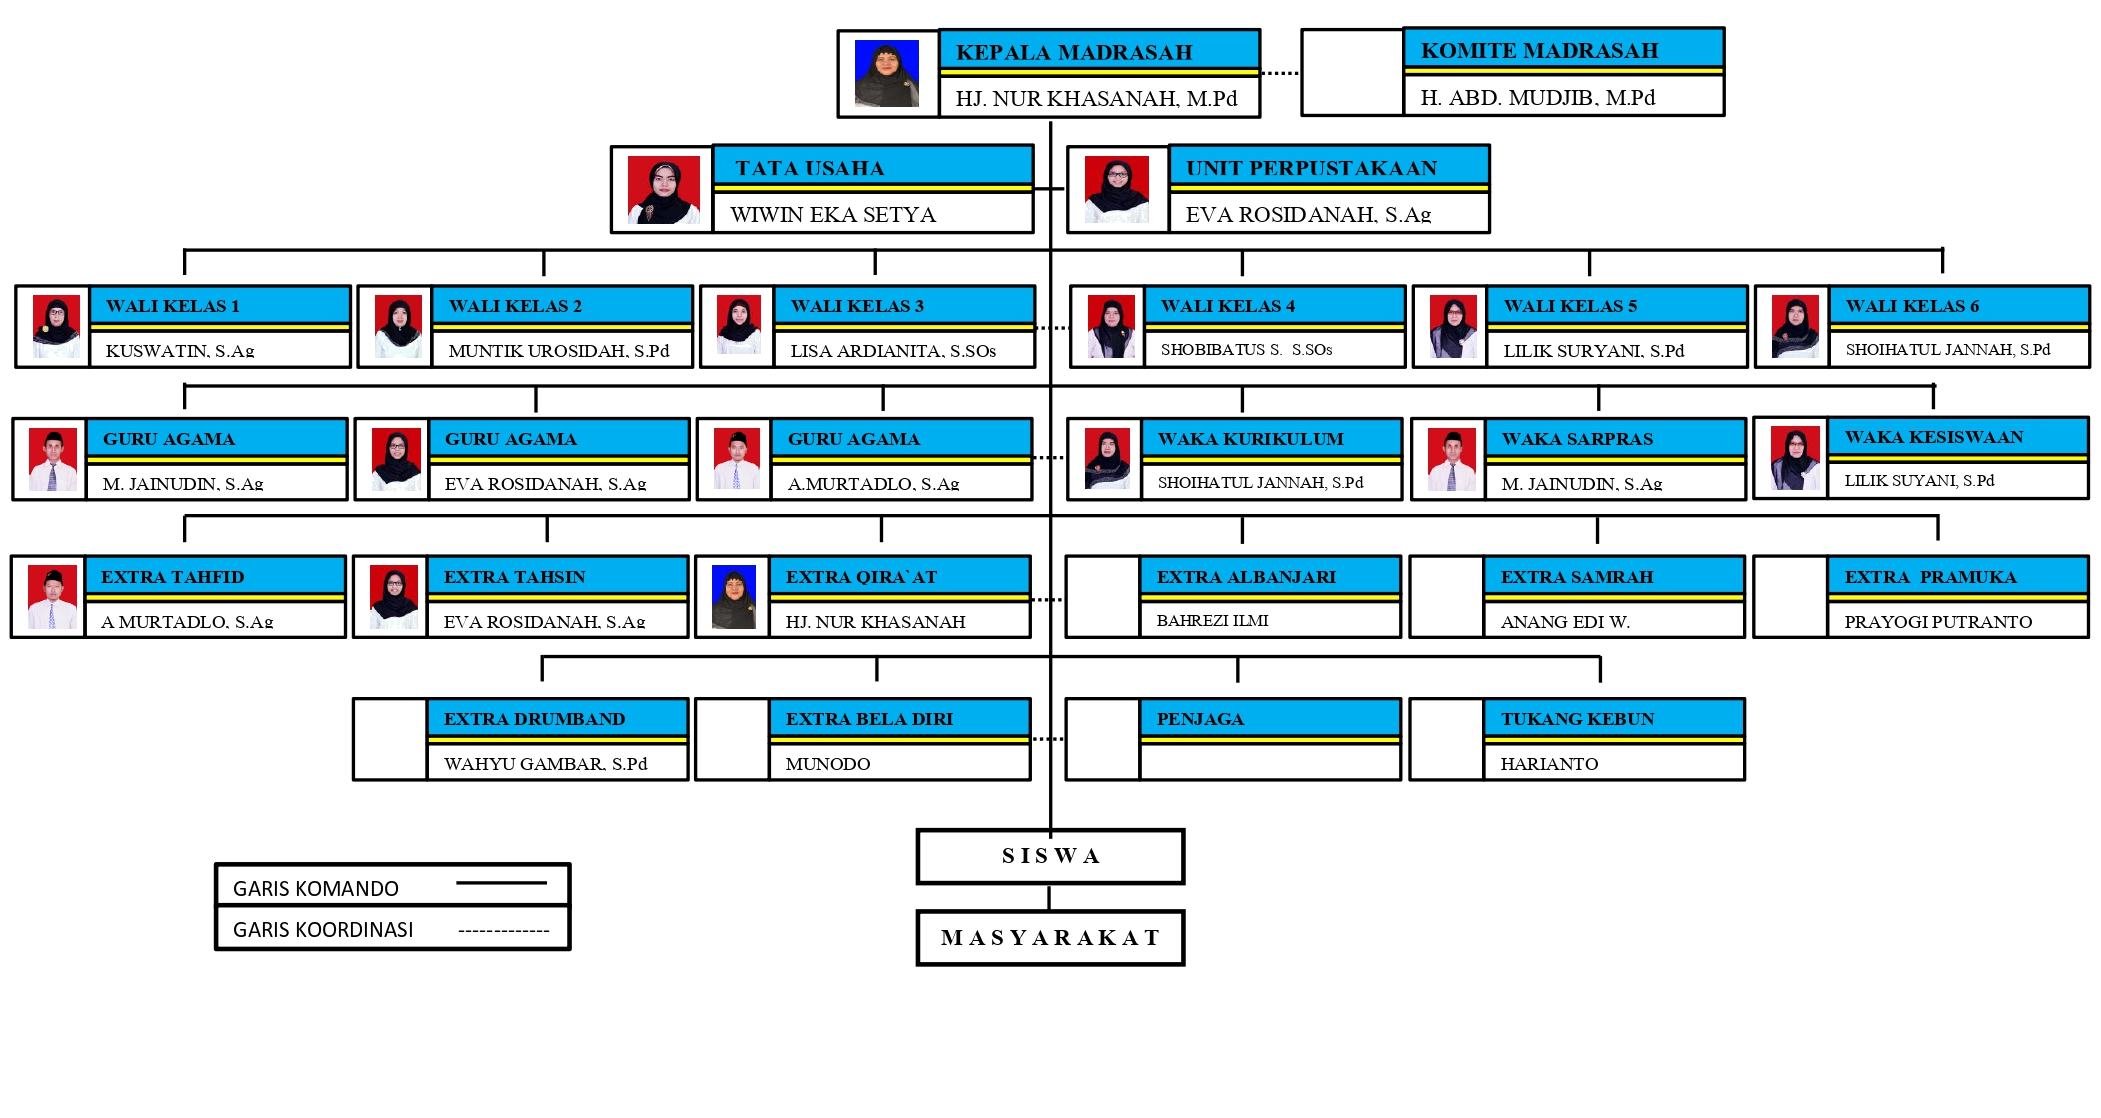 KEPALA MADRASAH
HJ. NUR KHASANAH, M.Pd
KOMITE MADRASAH
H. ABD. MUDJIB, M.Pd
TATA USAHA
WIWIN EKA SETYA
UNIT PERPUSTAKAAN
EVA ROSIDANAH, S.Ag
WALI KELAS 1
KUSWATIN, S.Ag
WALI KELAS 2
MUNTIK UROSIDAH, S.Pd
WALI KELAS 3
LISA ARDIANITA, S.SOs
WALI KELAS 4
SHOBIBATUS S. S.SOs
WALI KELAS 5
LILIK SURYANI, S.Pd
WALI KELAS 6
SHOIHATUL JANNAH, S.Pd
GURU AGAMA
M. JAINUDIN, S.Ag
GURU AGAMA
EVA ROSIDANAH, S.Ag
GURU AGAMA
A.MURTADLO, S.Ag
WAKA KURIKULUM
SHOIHATUL JANNAH, S.Pd
WAKA SARPRAS
M. JAINUDIN, S.Ag
WAKA KESISWAAN
LILIK SUYANI, S.Pd
EXTRA TAHFID
A MURTADLO, S.Ag
EXTRA TAHSIN
EVA ROSIDANAH, S.Ag
EXTRA QIRA`AT
HJ. NUR KHASANAH
EXTRA ALBANJARI
BAHREZI ILMI
EXTRA SAMRAH
ANANG EDI W.
EXTRA PRAMUKA
PRAYOGI PUTRANTO
EXTRA DRUMBAND
WAHYU GAMBAR, S.Pd
EXTRA BELA DIRI
MUNODO
PENJAGA
TUKANG KEBUN
HARIANTO
S I S W A
M A S Y A R A K A T
GARIS KOMANDO
GARIS KOORDINASI -------------